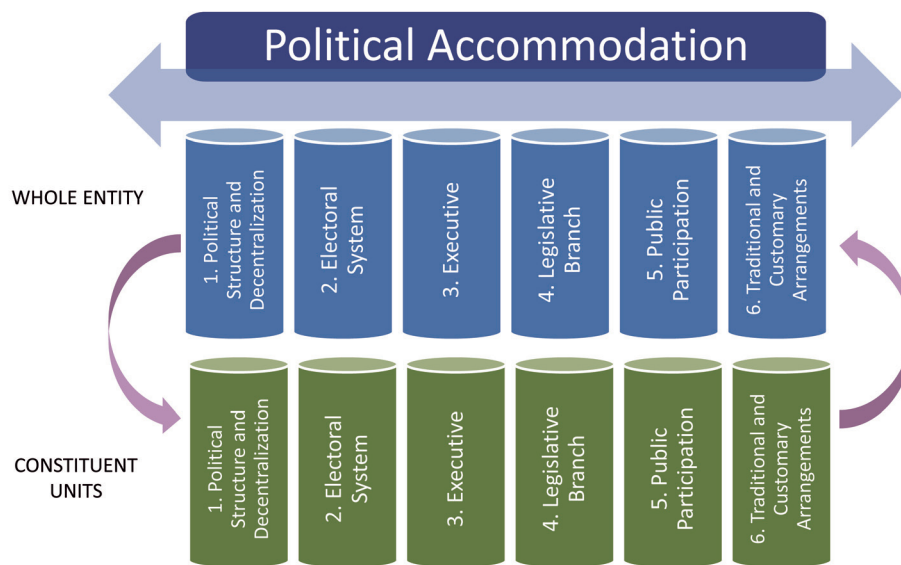 Political Accommodation
WHOLE ENTITY
1. Political
Structure and
Decentralization
2. Electoral
System
3. Executive
4. Legislative
Branch
5. Public
Participation
6. Traditional and
Customary
Arrangements
CONSTITUENT
UNITS
1. Political
Structure and
Decentralization
2. Electoral
System
3. Executive
4. Legislative
Branch
5. Public
Participation
6. Traditional and
Customary
Arrangements